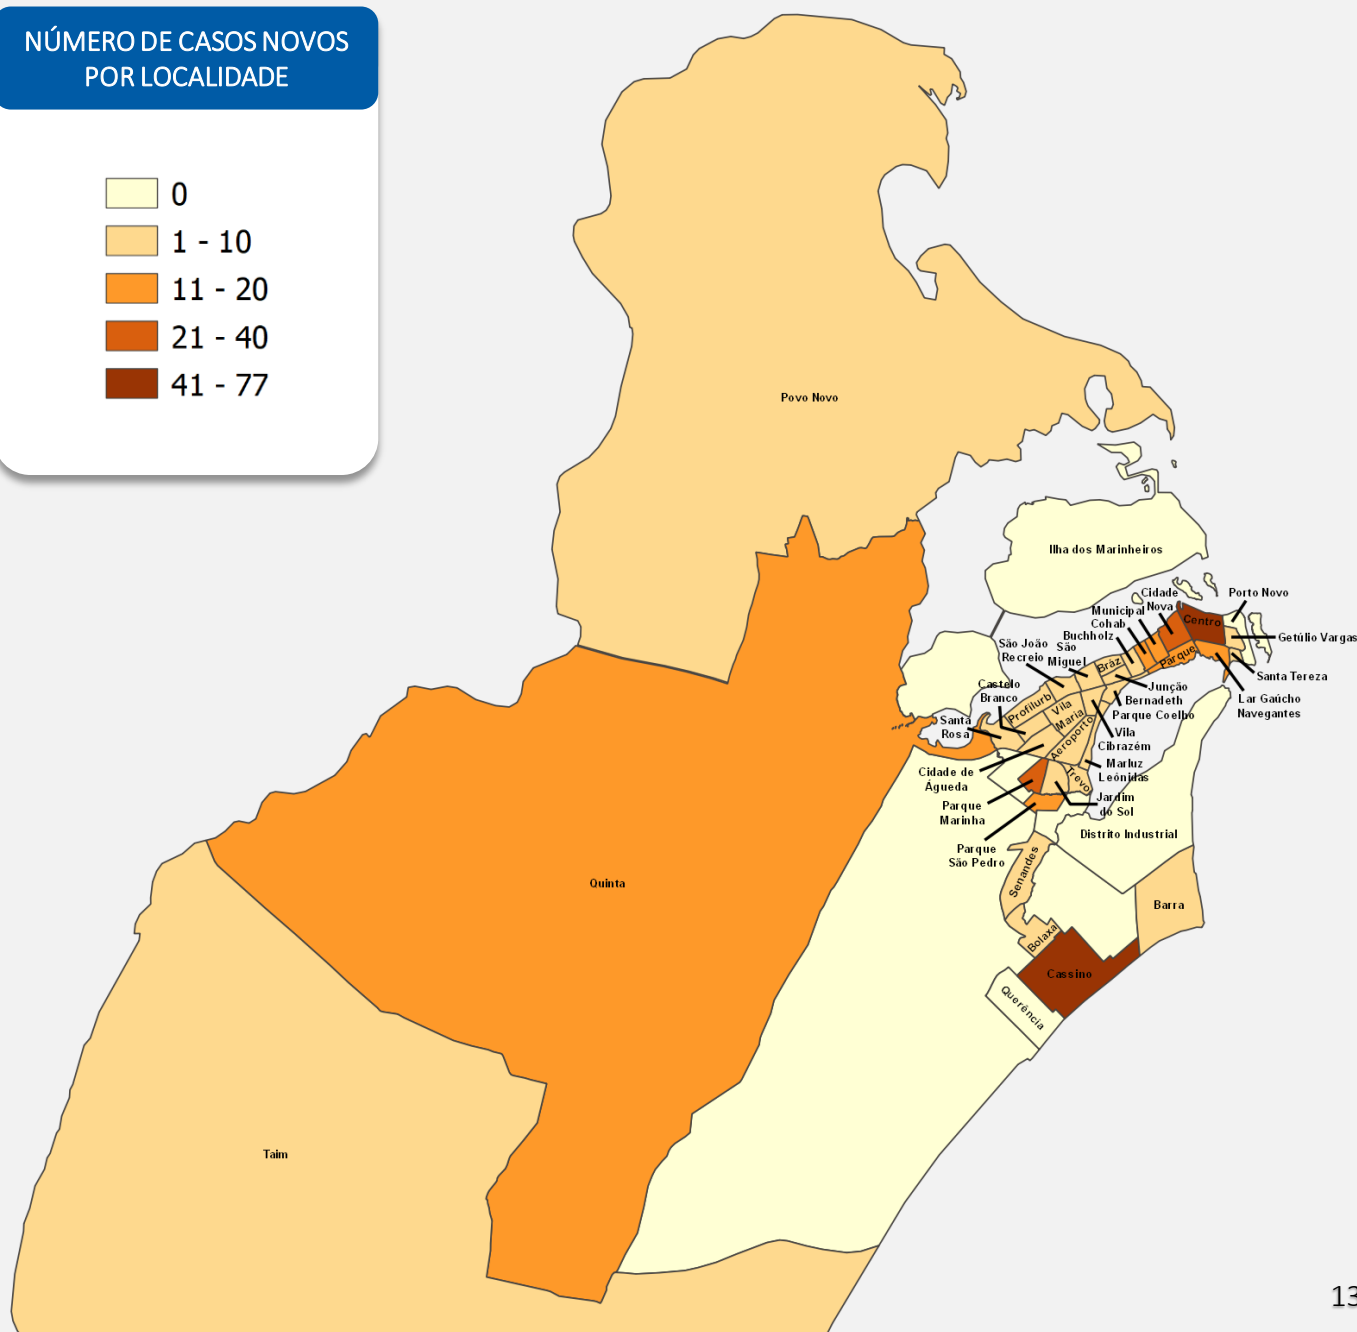 NÚMERO DE CASOS NOVOS
POR LOCALIDADE
0
1 - 10
11 - 20
21 - 40
41 - 77
Povo Novo
Ilha dos Marinheiros
Cidade
Nova
Porto Novo
Municipal
Cohab
Buchholz
Centro
Getúlio Vargas
São João
Recreio
São
Miguel
Bráz
Parque
Santa Tereza
Castelo
Branco
Junção
Bernadeth
Parque Coelho
Lar Gaúcho
Navegantes
Profilurb
Vila
Maria
Santa
Rosa
Aeroporto
Vila
Cibrazém
Marluz
Leônidas
Cidade de
Águeda
Trevo
Parque
Marinha
Jardim
do Sol
Distrito Industrial
Parque
São Pedro
Senandes
Quinta
Barra
Bolaxa
Cassino
Querência
Taim
13